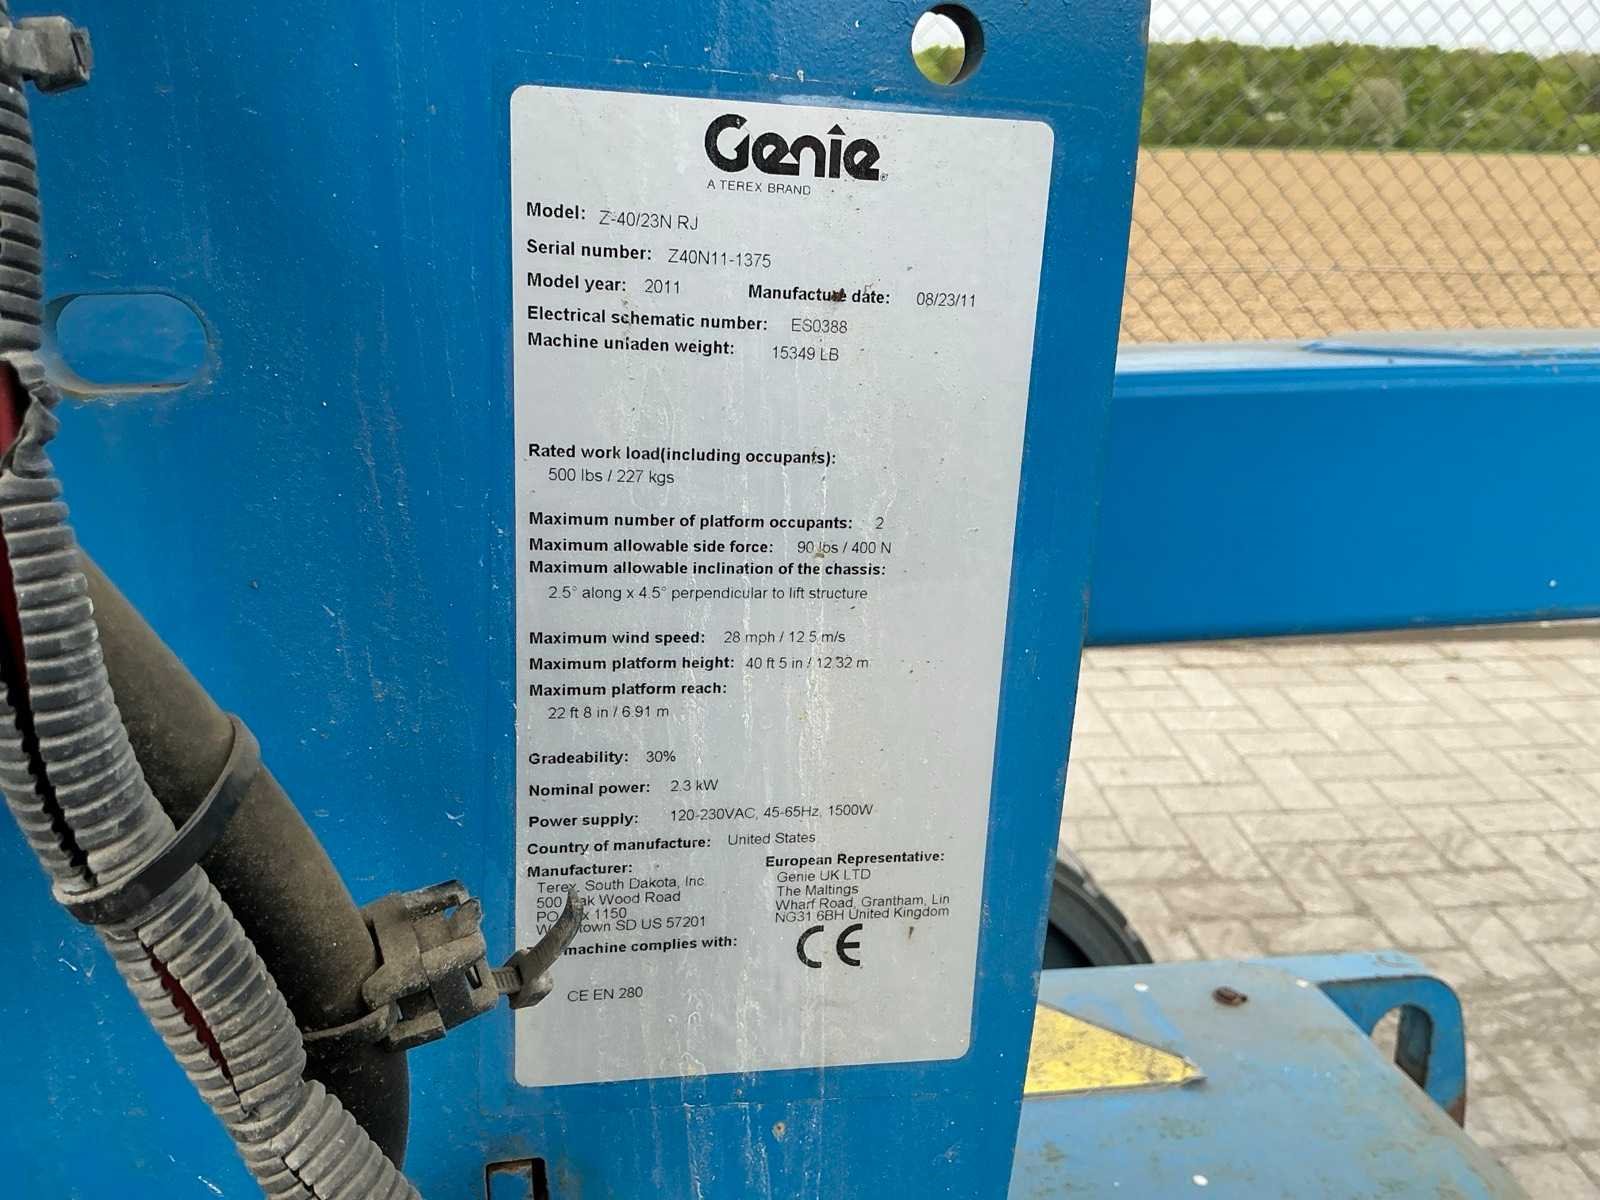 Genie
A TEREX BRAND
Model: Z-40/23N RJ
Serial number: Z40N11-1375
Model year: 2011 Manufacture date: 08/23/11
Electrical schematic number: ES0388
Machine unladen weight: 15349 LB
Rated work load(including occupants):
500 lbs / 227 kgs
Maximum number of platform occupants: 2
Maximum allowable side force: 90 lbs / 400 N
Maximum allowable inclination of the chassis:
2.5° along x 4.5° perpendicular to lift structure
Maximum wind speed: 28 mph / 12.5 m/s
Maximum platform height: 40 ft 5 in / 12.32 m
Maximum platform reach:
22 ft 8 in / 6.91 m
Gradeability: 30%
Nominal power: 2.3 kW
Power supply: 120-230VAC, 45-65Hz, 1500W
Country of manufacture: United States
Manufacturer:
Terex South Dakota, Inc
500 Wood Road
PO 1150
SD US 57201
European Representative:
Genie UK LTD
The Maltings
Wharf Road, Grantham, Lin
NG31 6BH United Kingdom
machine complies with:
CE
CE EN 280